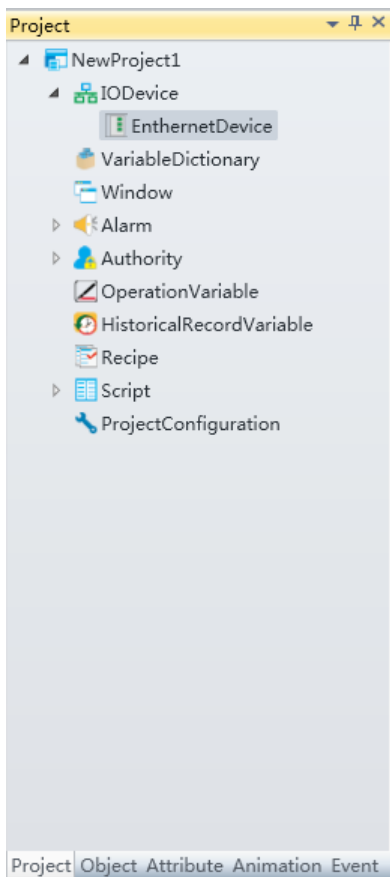 Project
NewProject1
IODevice
EnthernetDevice
VariableDictionary
Window
Alarm
Authority
OperationVariable
HistoricalRecordVariable
Recipe
Script
ProjectConfiguration
Project Object Attribute Animation Event